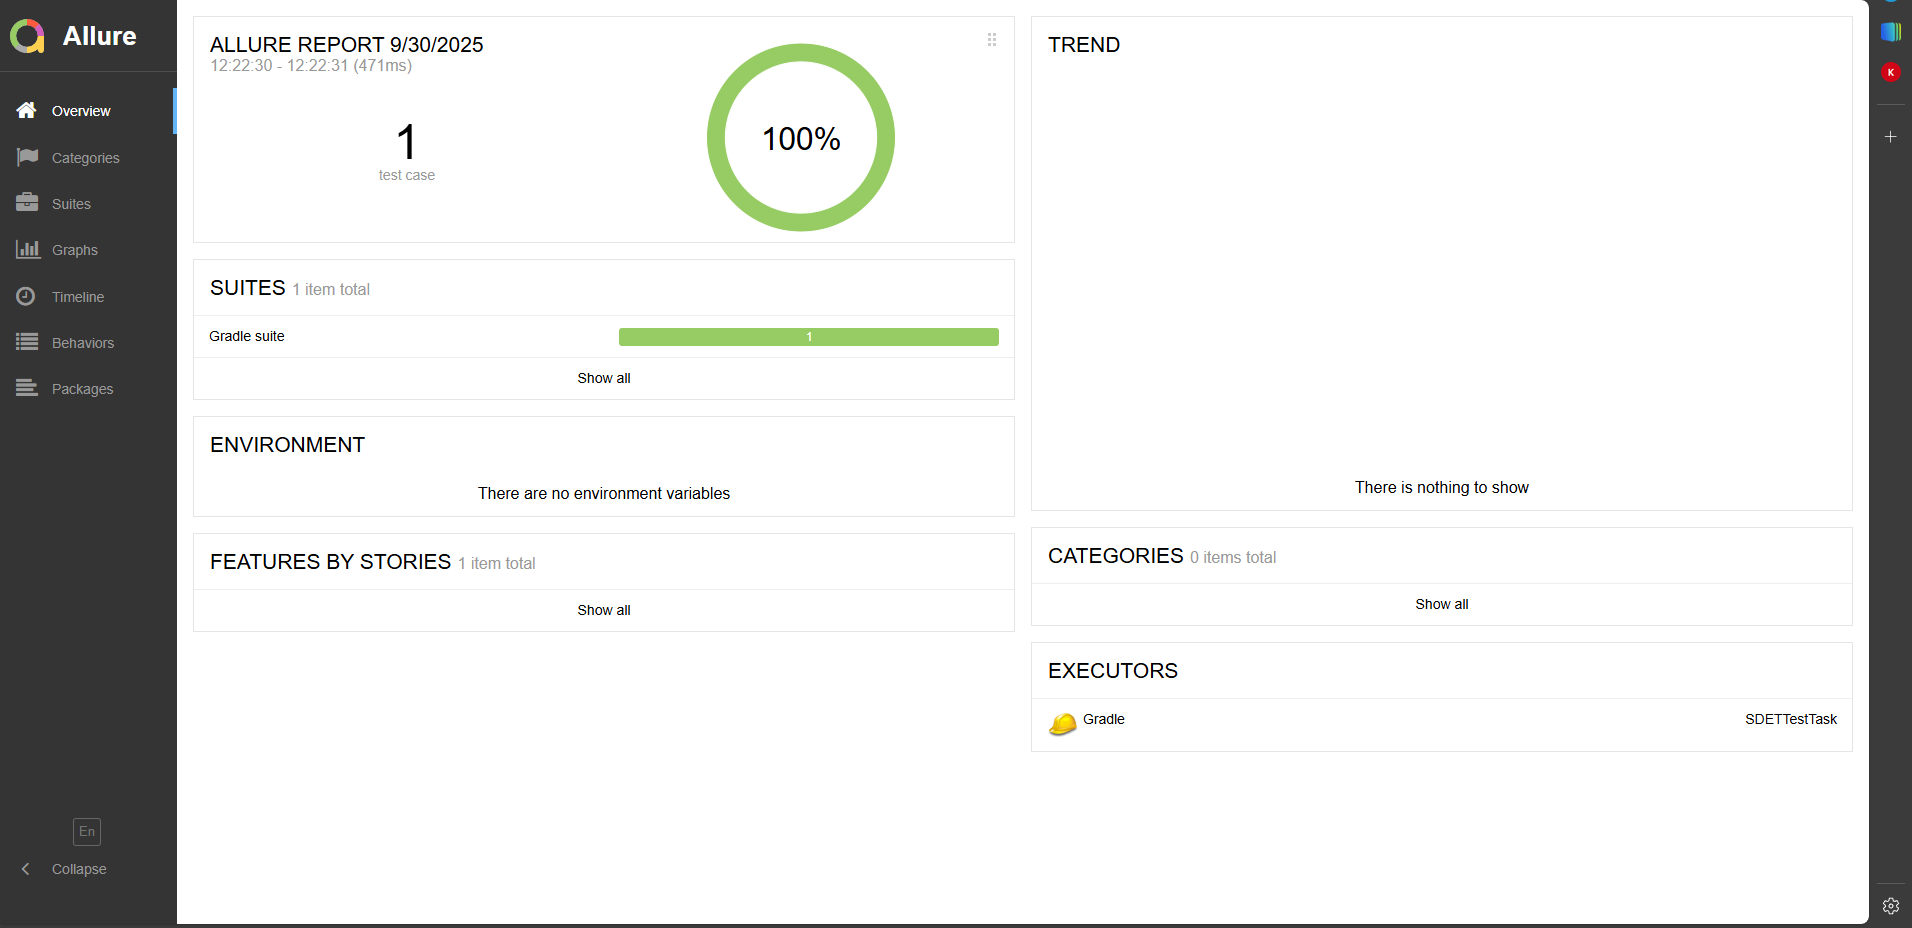 Allure
Overview
Categories
Suites
Graphs
Timeline
Behaviors
Packages
En
Collapse
ALLURE REPORT 9/30/2025
12:22:30 - 12:22:31 (471ms)
1
test case
100%
SUITES 1 item total
Gradle suite 1
Show all
ENVIRONMENT
There are no environment variables
FEATURES BY STORIES 1 item total
Show all
TREND
There is nothing to show
CATEGORIES 0 items total
Show all
EXECUTORS
Gradle SDETTestTask
K